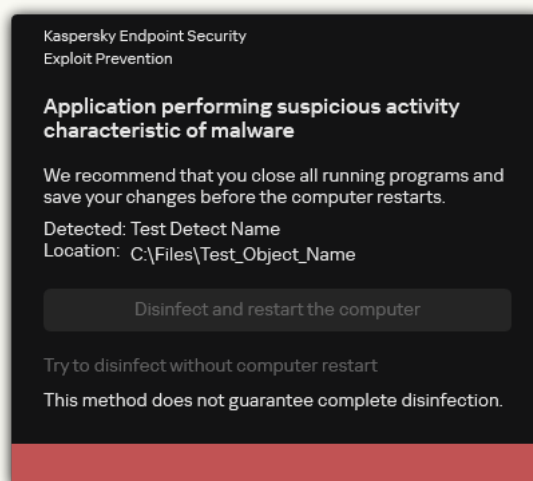 Kaspersky Endpoint Security
Exploit Prevention
Application performing suspicious activity
characteristic of malware
We recommend that you close all running programs and
save your changes before the computer restarts.
Detected: Test Detect Name
Location: C:\Files\Test_Object_Name
Disinfect and restart the computer
Try to disinfect without computer restart
This method does not guarantee complete disinfection.